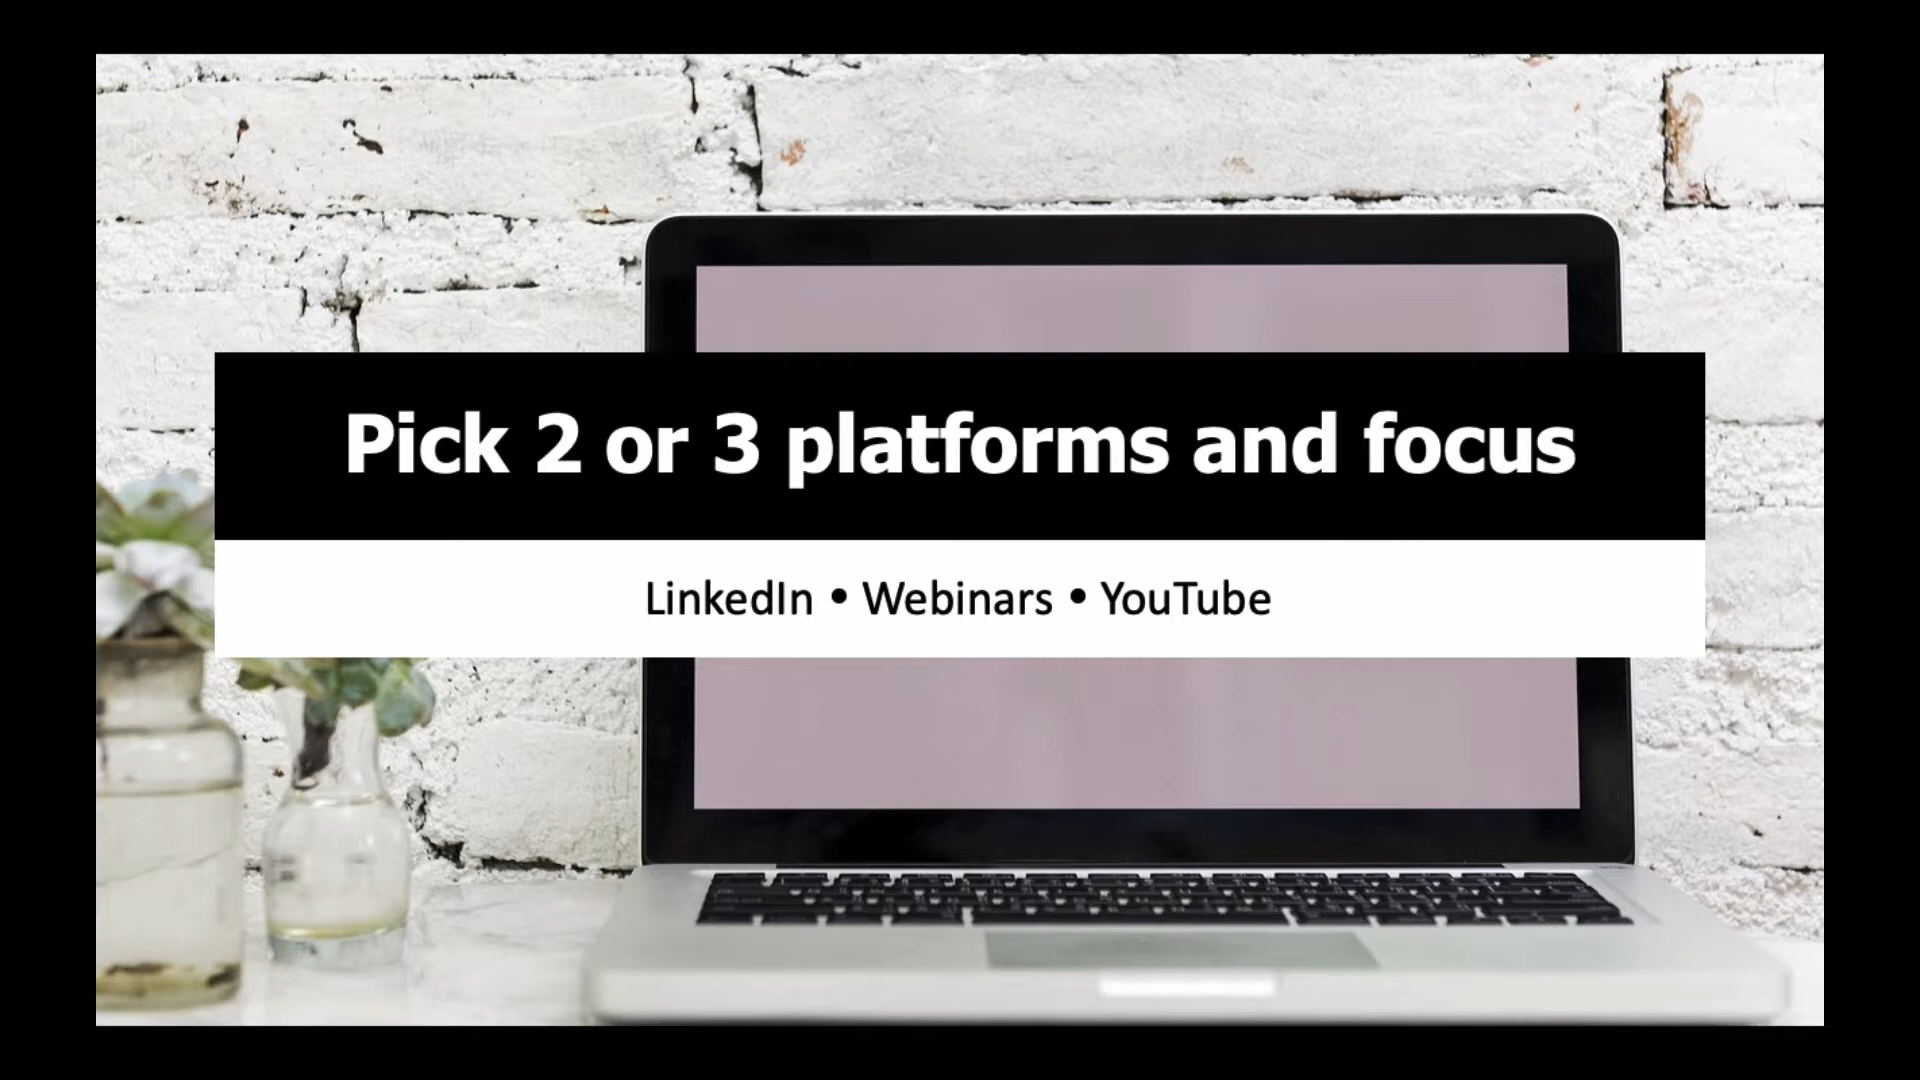 Pick 2 or 3 platforms and focus
LinkedIn • Webinars • YouTube